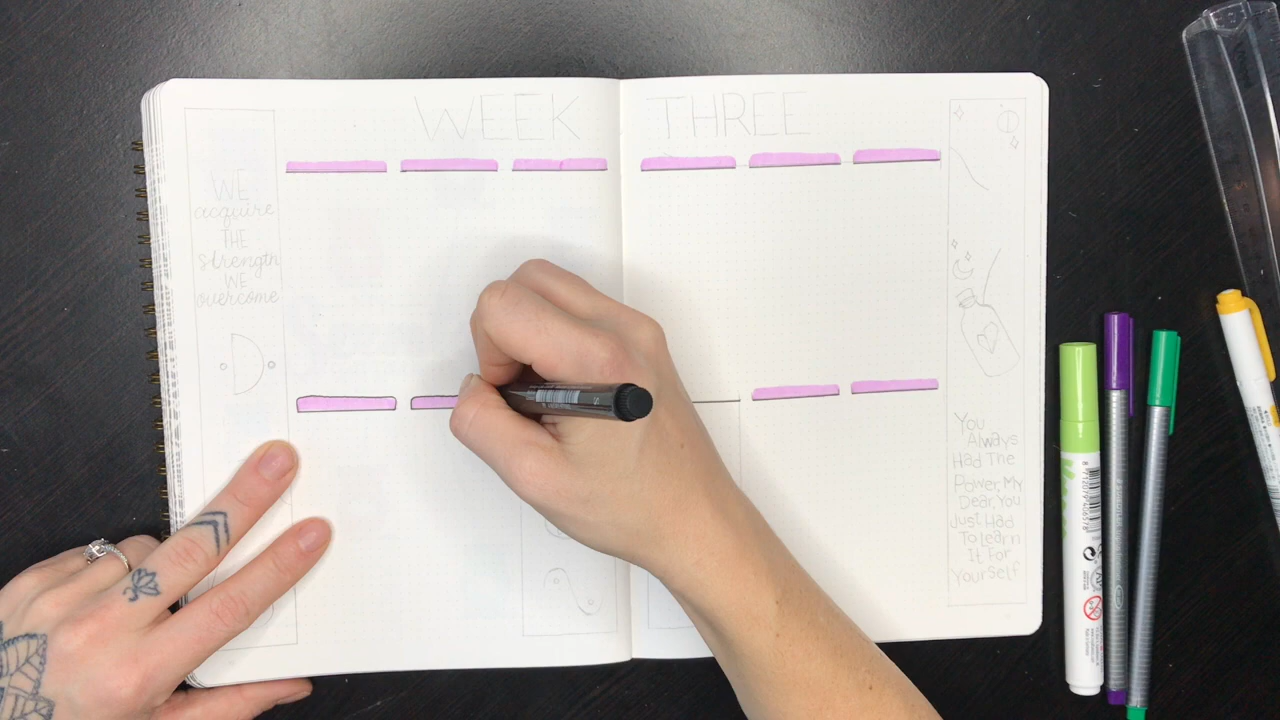 WEEK THREE
WE
acquire
THE
strength
WE
overcome
You
Always
Had The
Power, My
Dear, You
Just Had
To Learn
It For
Yourself